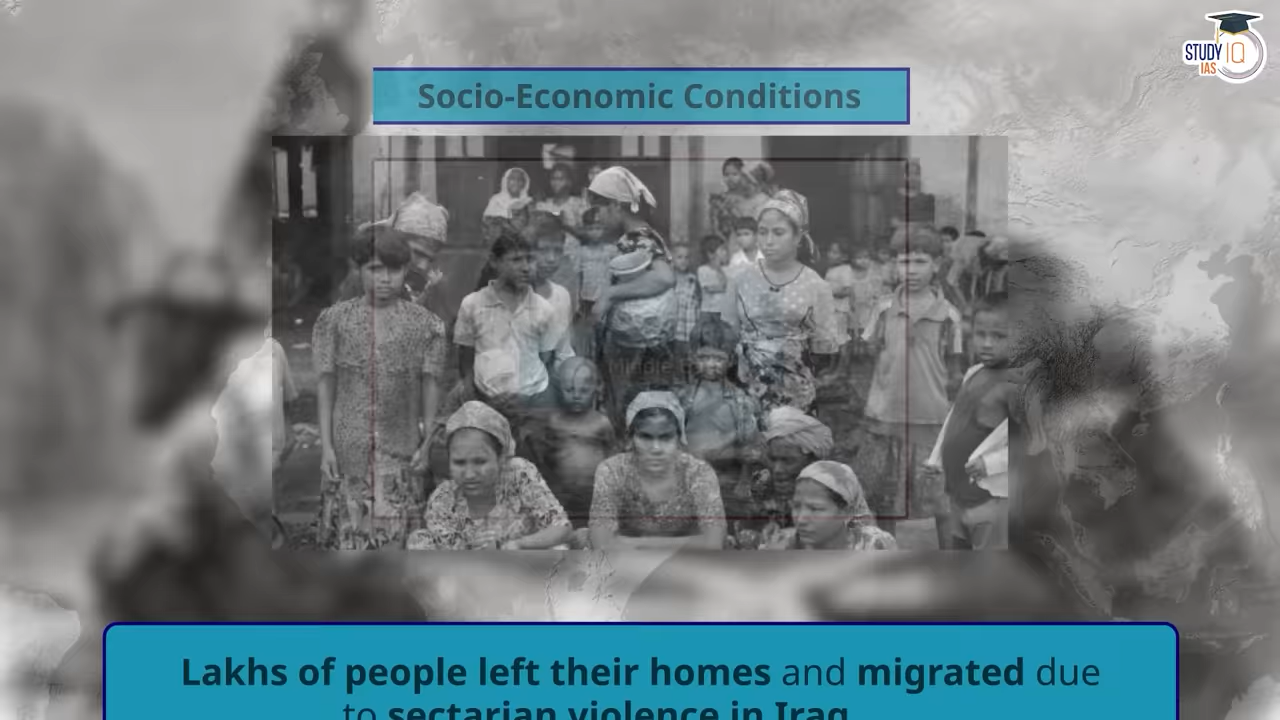 STUDY IQ
IAS
Socio-Economic Conditions
Middle
Lakhs of people left their homes and migrated due
to sectarian violence in Iraq